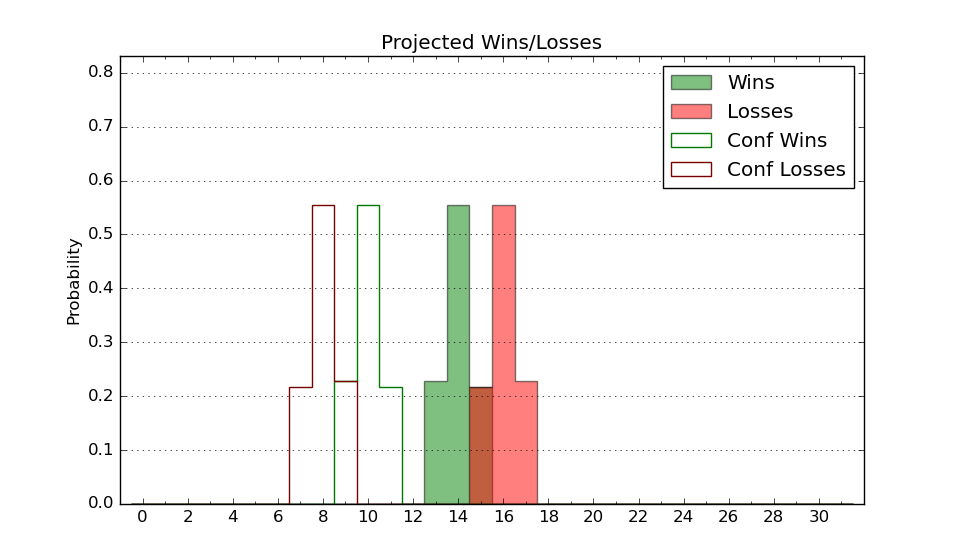 Projected Wins/Losses
0.8
0.7
0.6
0.5
0.4
0.3
0.2
0.1
0.0
Probability
Wins
Losses
Conf Wins
Conf Losses
0 2 4 6 8 10 12 14 16 18 20 22 24 26 28 30